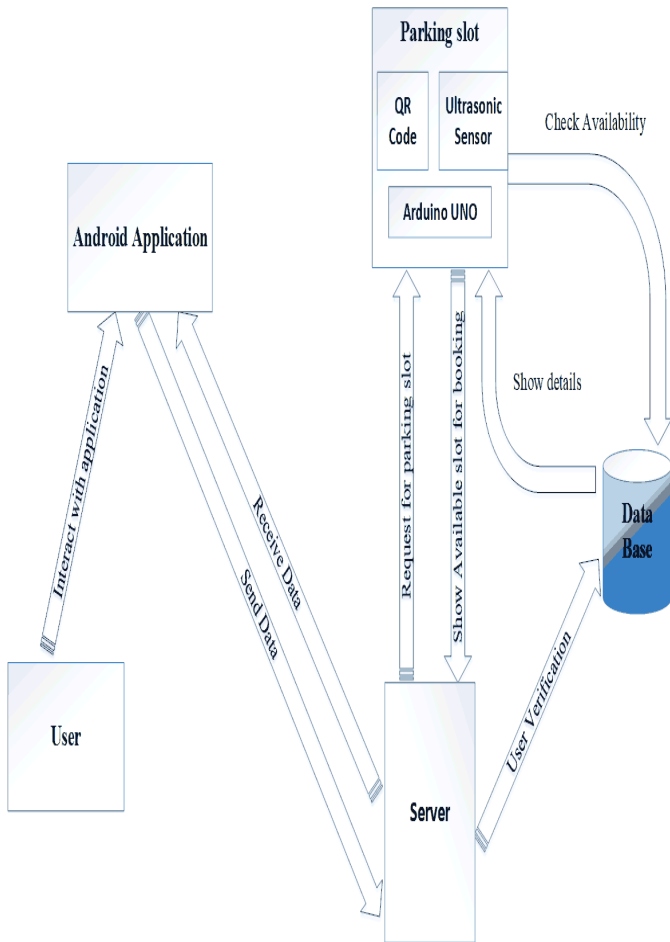 Parking slot
QR
Code
Ultrasonic
Sensor
Arduino UNO
Check Availability
Android Application
Show details
Interact with application
Receive Data
Send Data
Request for parking slot
Show Available slot for booking
Data
Base
User Verification
User
Server